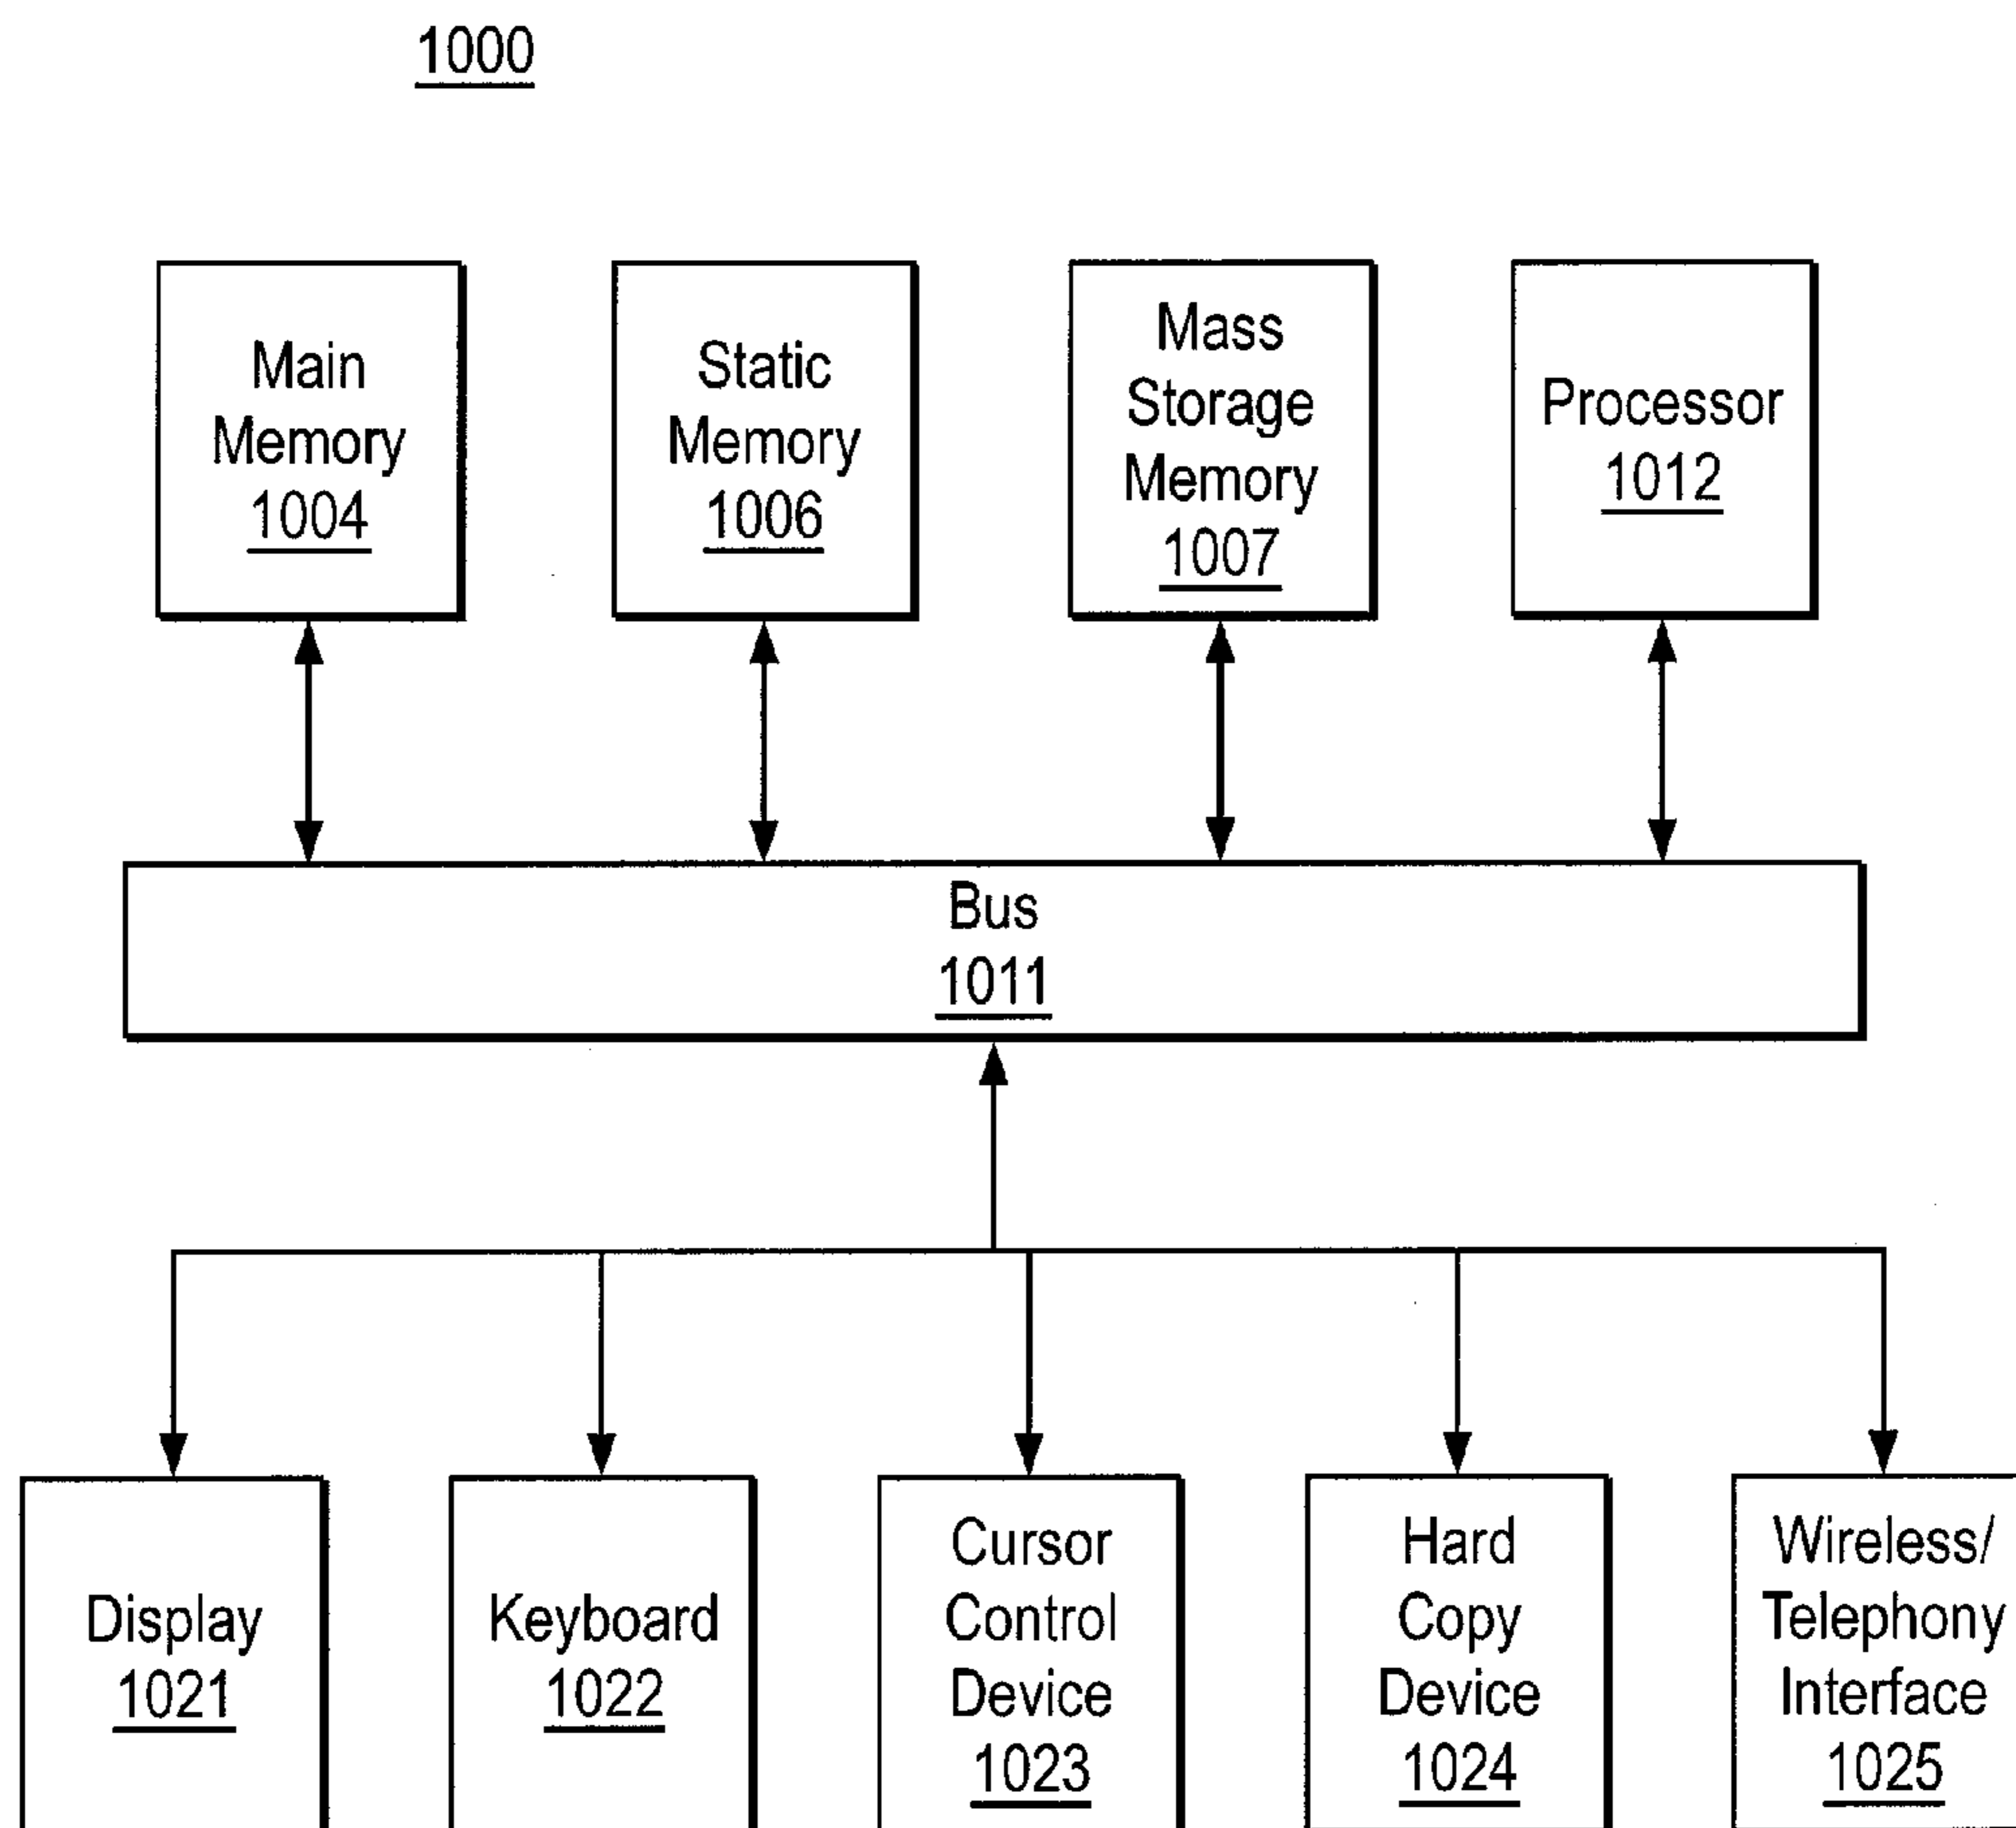 1000
Main
Memory
1004
Static
Memory
1006
Mass
Storage
Memory
1007
Processor
1012
Bus
1011
Display
1021
Keyboard
1022
Cursor
Control
Device
1023
Hard
Copy
Device
1024
Wireless/
Telephony
Interface
1025